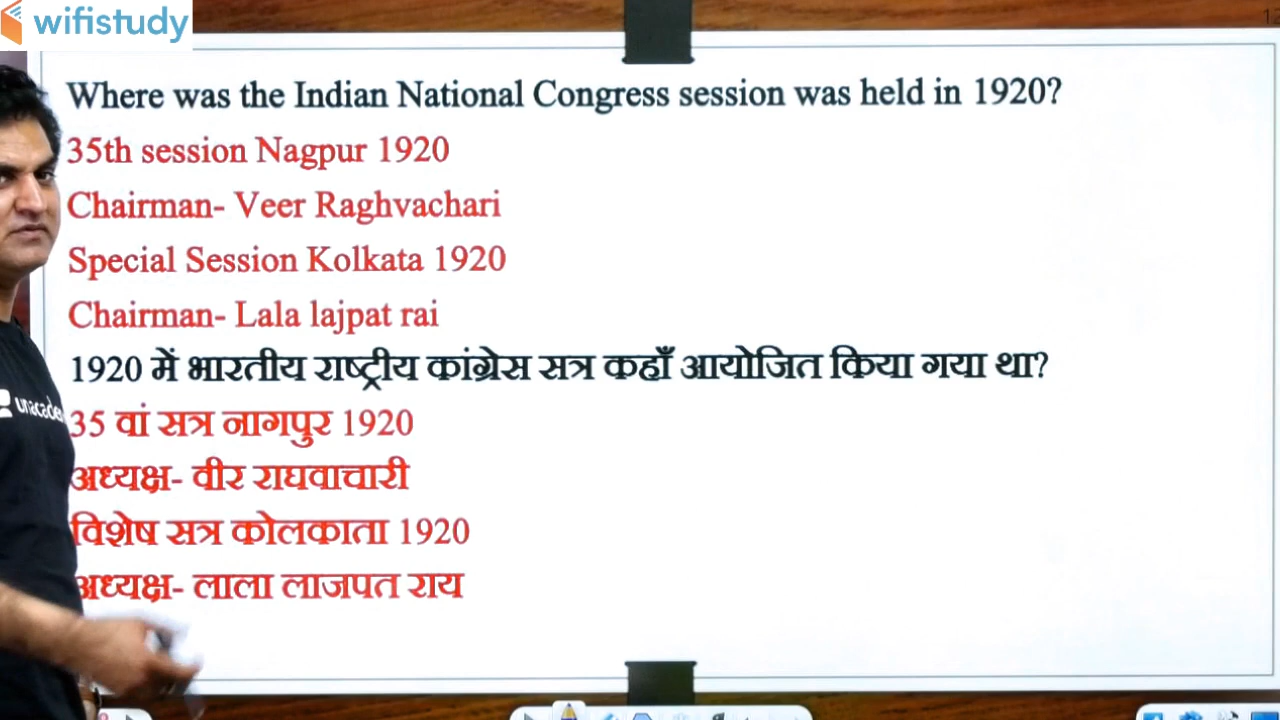 wifistudy
Where was the Indian National Congress session was held in 1920?
35th session Nagpur 1920
Chairman- Veer Raghvachari
Special Session Kolkata 1920
Chairman- Lala lajpat rai
1920 में भारतीय राष्ट्रीय कांग्रेस सत्र कहाँ आयोजित किया गया था?
35 वां सत्र नागपुर 1920
अध्यक्ष- वीर राघवाचारी
विशेष सत्र कोलकाता 1920
अध्यक्ष- लाला लाजपत राय